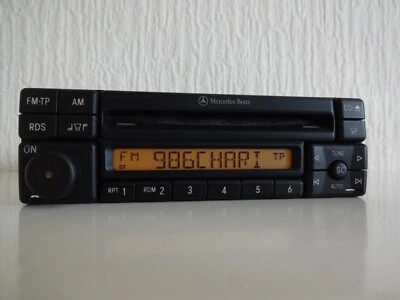 Mercedes Benz
FM·TP AM CD
RDS
ON
FM 986CHARI TP
TUNE
SC
AUTO
RPT 1 RDM 2 3 4 5 6